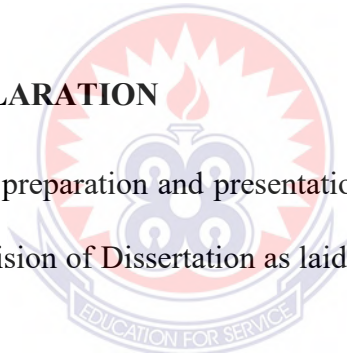 LARATION
preparation and presentatio
ision of Dissertation as laid
EDUCATION FOR SERVICE